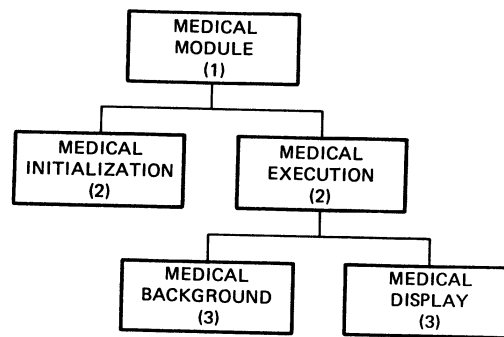 MEDICAL
MODULE
(1)
MEDICAL
INITIALIZATION
(2)
MEDICAL
EXECUTION
(2)
MEDICAL
BACKGROUND
(3)
MEDICAL
DISPLAY
(3)